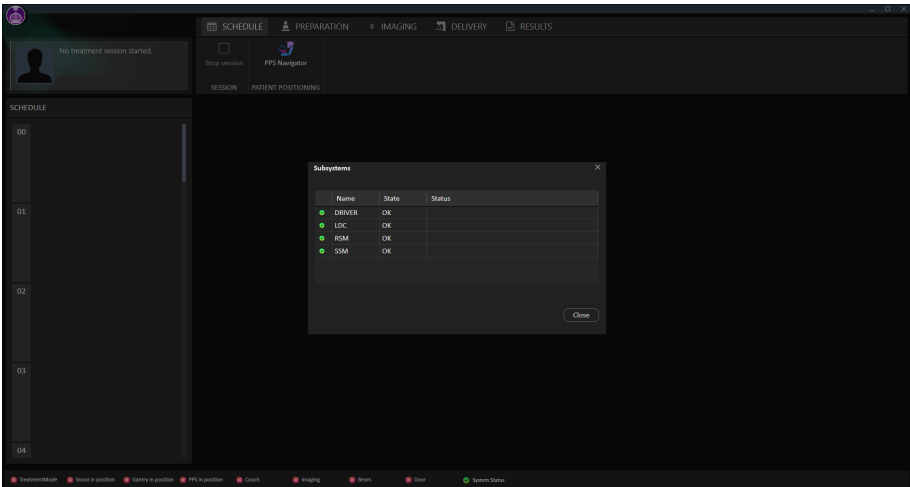 SCHEDULE PREPARATION IMAGING DELIVERY RESULTS
No treatment session started.
Stop session PPS Navigator
SESSION PATIENT POSITIONING
SCHEDULE
00
01
02
03
04
Subsystems
Name State Status
DRIVER OK
LDC OK
RSM OK
SSM OK
Close
TreatmentMode Snout in position Gantry in position PPS in position Couch Imaging Beam Door System Status